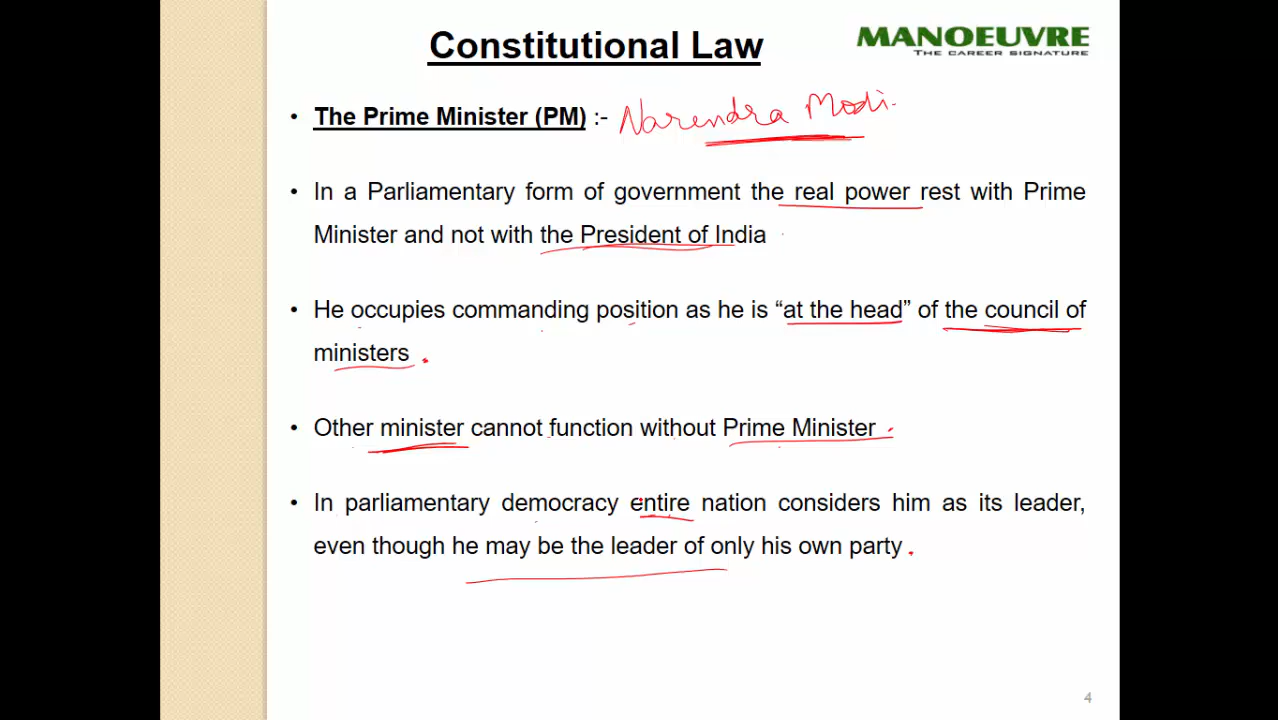 Constitutional Law
MANOEUVRE
THE CAREER SIGNATURE
• The Prime Minister (PM) :- Narendra Modi.
• In a Parliamentary form of government the real power rest with Prime
Minister and not with the President of India
• He occupies commanding position as he is “at the head” of the council of
ministers .
• Other minister cannot function without Prime Minister .
• In parliamentary democracy entire nation considers him as its leader,
even though he may be the leader of only his own party .
4